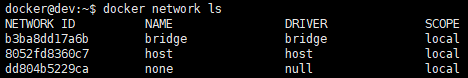 docker@dev:~$ docker network ls
NETWORK ID NAME DRIVER SCOPE
b3ba8dd17a6b bridge bridge local
8052fd8360c7 host host local
dd804b5229ca none null local